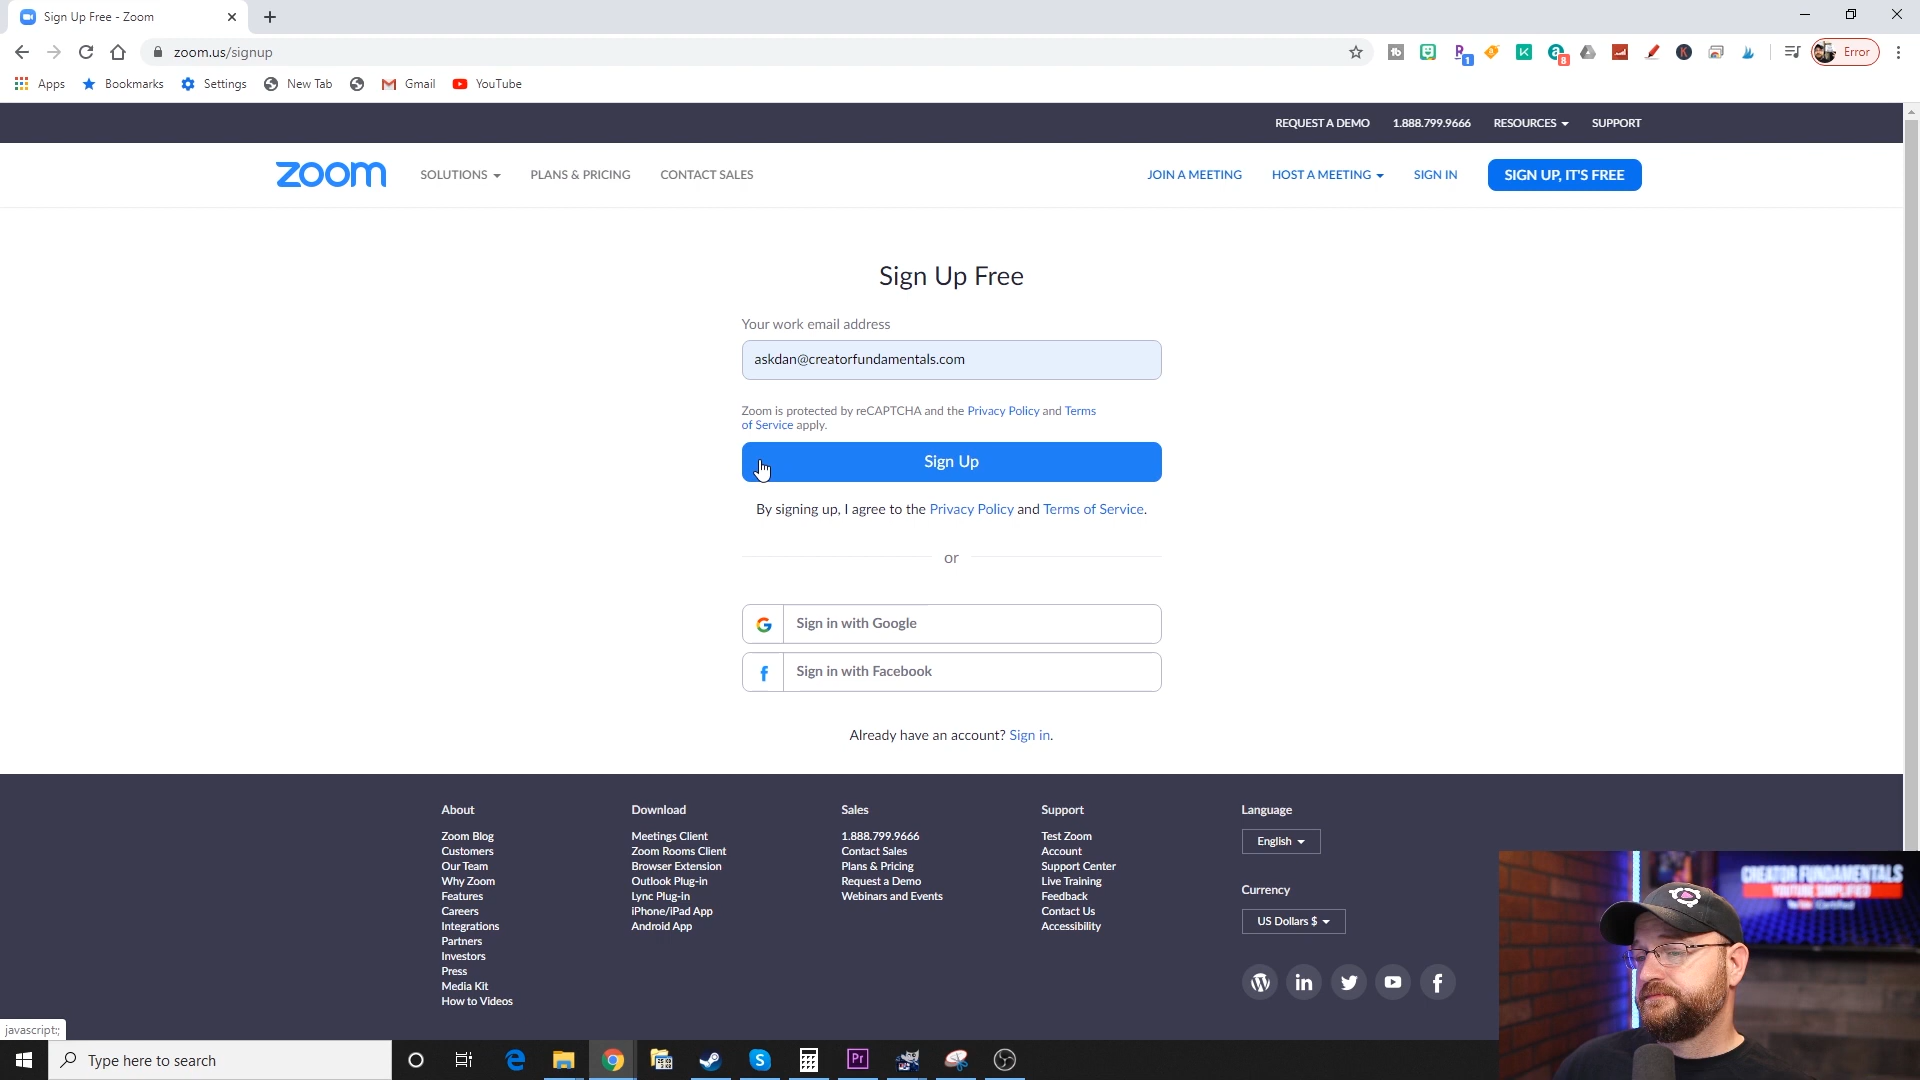 Sign Up Free - Zoom
zoom.us/signup
Error
Apps
Bookmarks
Settings
New Tab
Gmail
YouTube
REQUEST A DEMO
1.888.799.9666
RESOURCES
SUPPORT
zoom
SOLUTIONS
PLANS & PRICING
CONTACT SALES
JOIN A MEETING
HOST A MEETING
SIGN IN
SIGN UP, IT'S FREE
Sign Up Free
Your work email address
askdan@creatorfundamentals.com
Zoom is protected by reCAPTCHA and the Privacy Policy and Terms
of Service apply.
Sign Up
By signing up, I agree to the Privacy Policy and Terms of Service.
or
Sign in with Google
Sign in with Facebook
Already have an account? Sign in.
About
Zoom Blog
Customers
Our Team
Why Zoom
Features
Careers
Integrations
Partners
Investors
Press
Media Kit
How to Videos
Download
Meetings Client
Zoom Rooms Client
Browser Extension
Outlook Plug-in
Lync Plug-in
iPhone/iPad App
Android App
Sales
1.888.799.9666
Contact Sales
Plans & Pricing
Request a Demo
Webinars and Events
Support
Test Zoom
Account
Support Center
Live Training
Feedback
Contact Us
Accessibility
Language
English
Currency
US Dollars $
CREATOR FUNDAMENTALS
YOUTUBE SIMPLIFIED
YouTube Certified
javascript:;
Type here to search
Pr